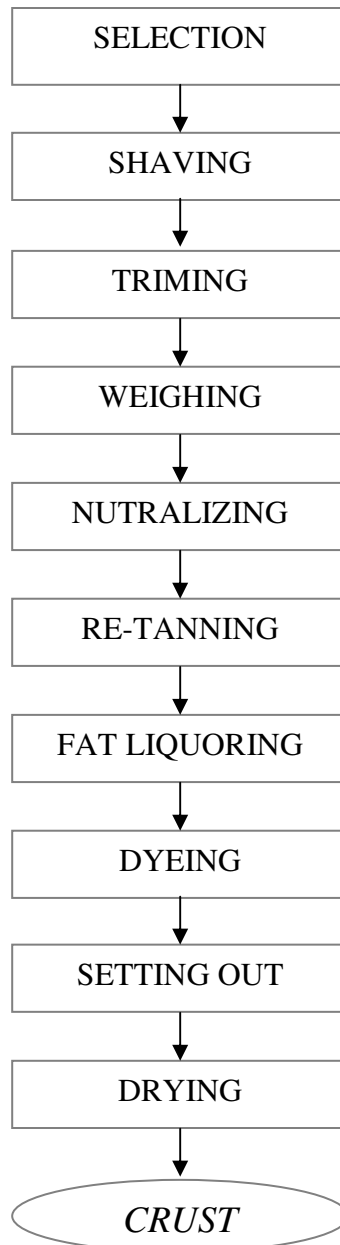 SELECTION
SHAVING
TRIMING
WEIGHING
NUTRALIZING
RE-TANNING
FAT LIQUORING
DYEING
SETTING OUT
DRYING
CRUST